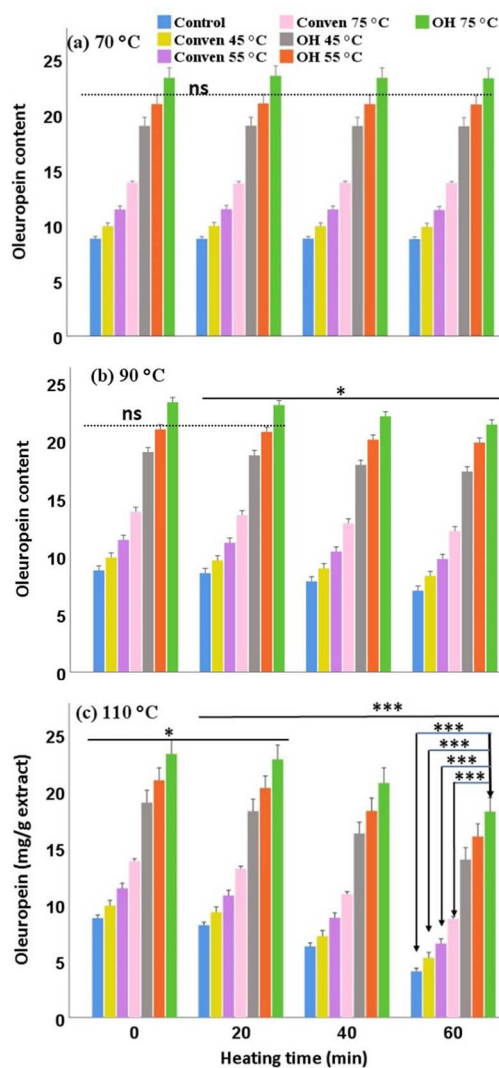 Control
Conven 75 °C
OH 75 °C
Conven 45 °C
OH 45 °C
Conven 55 °C
OH 55 °C
(a) 70 °C
25
20
15
10
5
0
Oleuropein content
ns
(b) 90 °C
25
20
15
10
5
0
Oleuropein content
ns
*
(c) 110 °C
25
20
15
10
5
0
Oleuropein (mg/g extract)
*
***
***
***
***
***
0 20 40 60
Heating time (min)